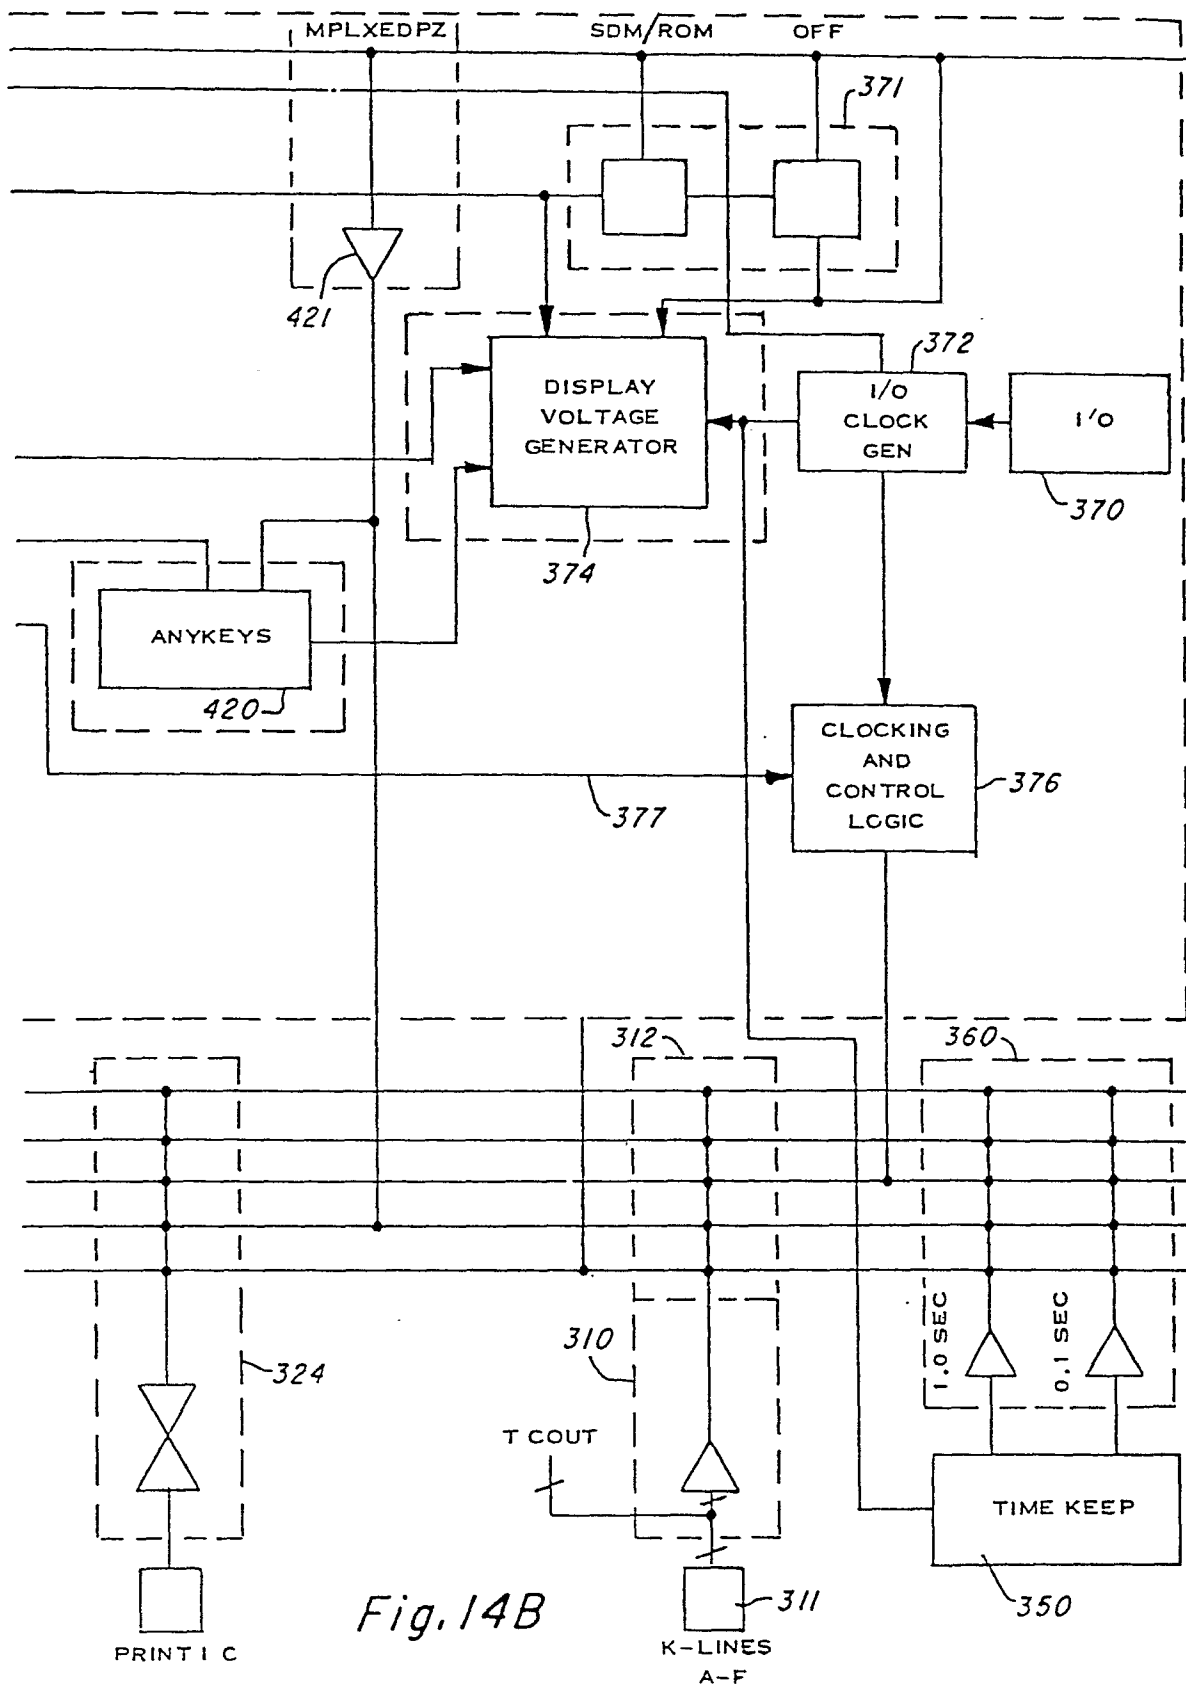 MPLXEDPZ SDM/ROM OFF
371
421
372
DISPLAY
VOLTAGE
GENERATOR
I/O
CLOCK
GEN
I'O
370
374
ANYKEYS
420
CLOCKING
AND
CONTROL
LOGIC
376
377
312
360
310
324
1.0 SEC
0.1 SEC
T COUT
TIME KEEP
350
311
Fig. 14B
PRINT I C
K-LINES
A-F